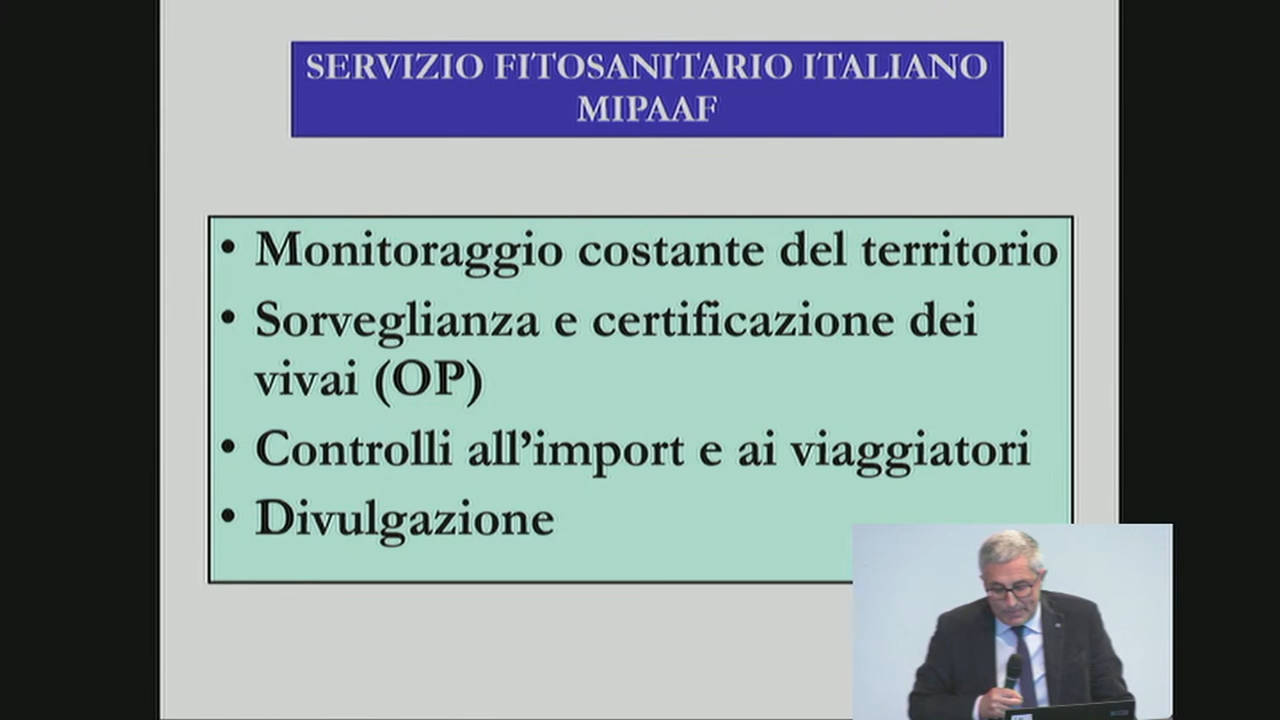 SERVIZIO FITOSANITARIO ITALIANO
MIPAAF
• Monitoraggio costante del territorio
• Sorveglianza e certificazione dei
vivai (OP)
• Controlli all’import e ai viaggiatori
• Divulgazione